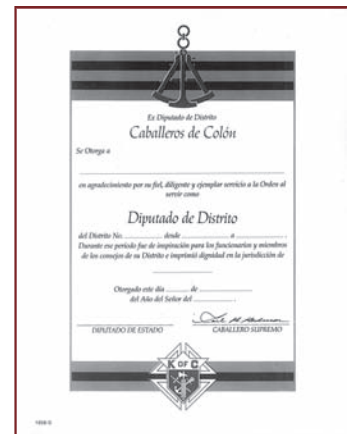 Ex Diputado de Distrito
Caballeros de Colón
Se Otorga a
en agradecimiento por su fiel, diligente y ejemplar servicio a la Orden al
servir como
Diputado de Distrito
del Distrito No. desde a .
Durante ese período fue de inspiración para los funcionarios y miembros
de los consejos de su Distrito e imprimió dignidad en la jurisdicción de
Otorgado este día de
del Año del Señor del .
DIPUTADO DE ESTADO
CABALLERO SUPREMO
K OF C